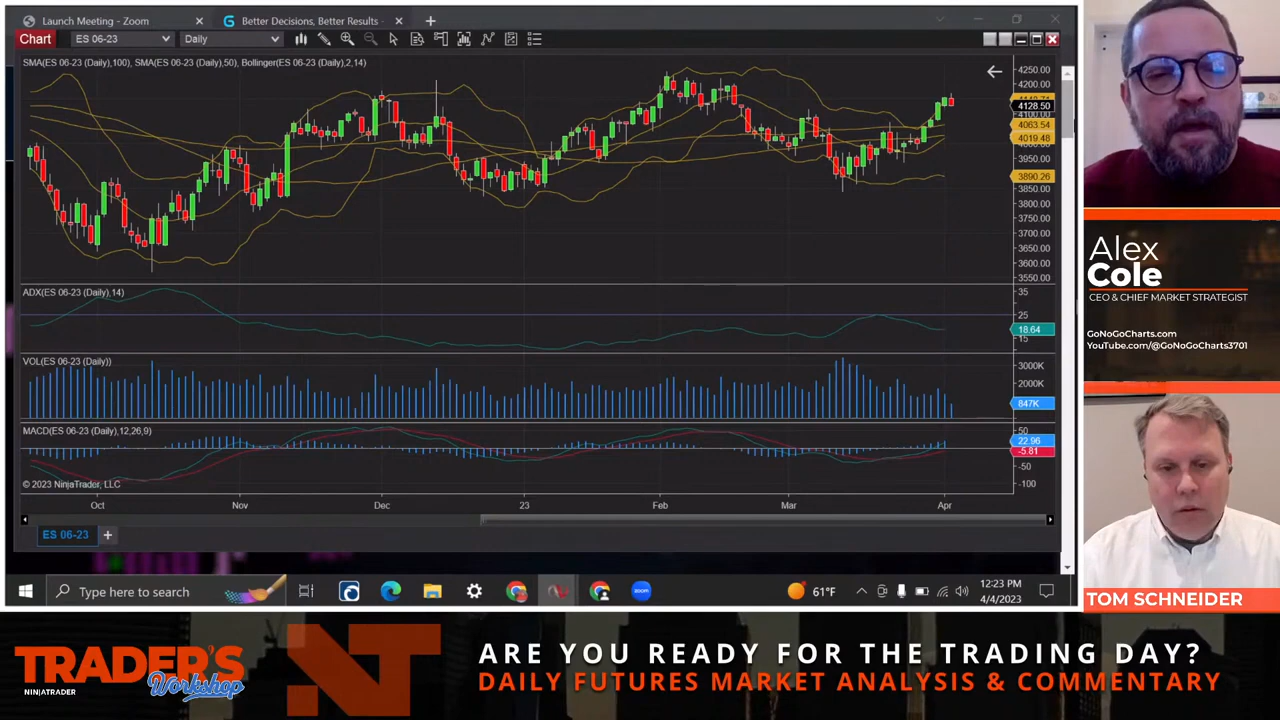 Launch Meeting - Zoom
Better Decisions, Better Results -
Chart
ES 06-23
Daily
SMA(ES 06-23 (Daily),100), SMA(ES 06-23 (Daily),50), Bollinger(ES 06-23 (Daily),2,14)
4250.00
4200.00
4128.50
4100.00
4063.54
4019.48
3950.00
3890.26
3850.00
3800.00
3750.00
3700.00
3650.00
3600.00
3550.00
ADX(ES 06-23 (Daily),14)
35
25
18.64
15
VOL(ES 06-23 (Daily))
3000K
2000K
847K
MACD(ES 06-23 (Daily),12,26,9)
50
22.96
-5.81
-50
-100
© 2023 NinjaTrader, LLC
Oct
Nov
Dec
23
Feb
Mar
Apr
ES 06-23
Type here to search
61°F
12:23 PM
4/4/2023
Alex
Cole
CEO & CHIEF MARKET STRATEGIST
GoNoGoCharts.com
YouTube.com/@GoNoGoCharts3701
TOM SCHNEIDER
TRADER'S
Workshop
NINJATRADER
ARE YOU READY FOR THE TRADING DAY?
DAILY FUTURES MARKET ANALYSIS & COMMENTARY